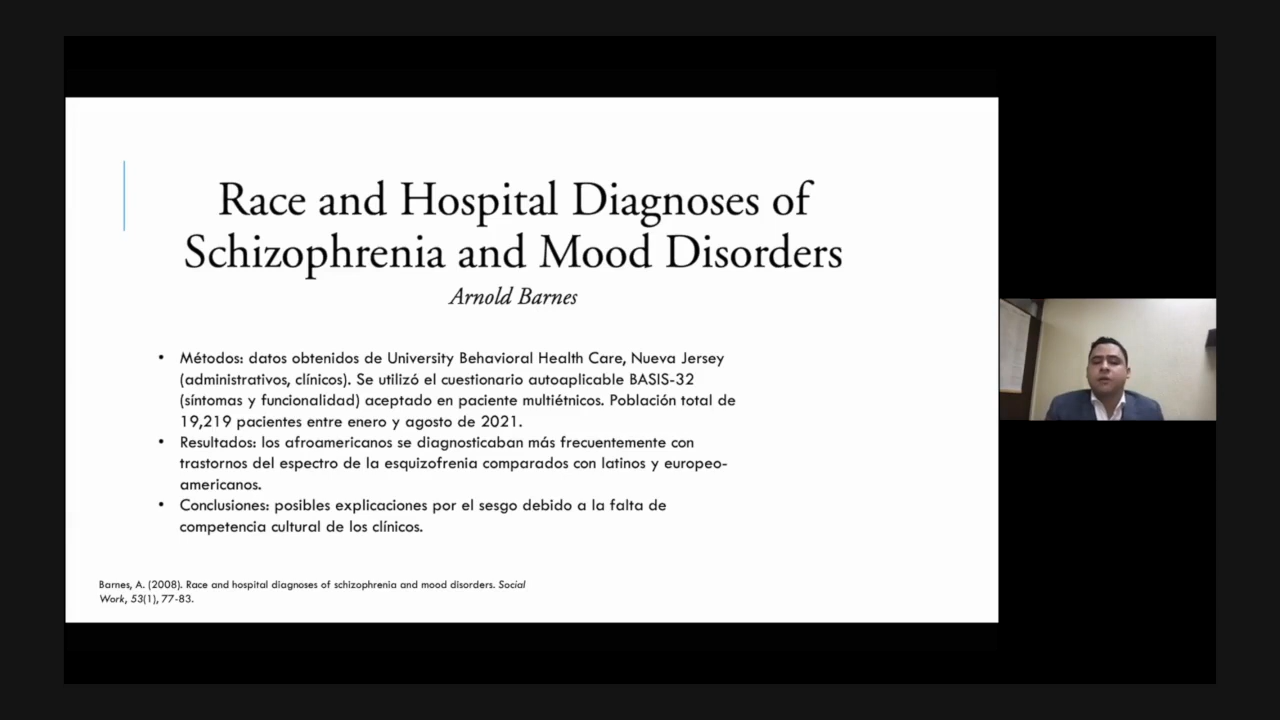 Race and Hospital Diagnoses of
Schizophrenia and Mood Disorders
Arnold Barnes
• Métodos: datos obtenidos de University Behavioral Health Care, Nueva Jersey
(administrativos, clínicos). Se utilizó el cuestionario autoaplicable BASIS-32
(síntomas y funcionalidad) aceptado en paciente multiétnicos. Población total de
19,219 pacientes entre enero y agosto de 2021.
• Resultados: los afroamericanos se diagnosticaban más frecuentemente con
trastornos del espectro de la esquizofrenia comparados con latinos y europeo-
americanos.
• Conclusiones: posibles explicaciones por el sesgo debido a la falta de
competencia cultural de los clínicos.
Barnes, A. (2008). Race and hospital diagnoses of schizophrenia and mood disorders. Social
Work, 53(1), 77-83.